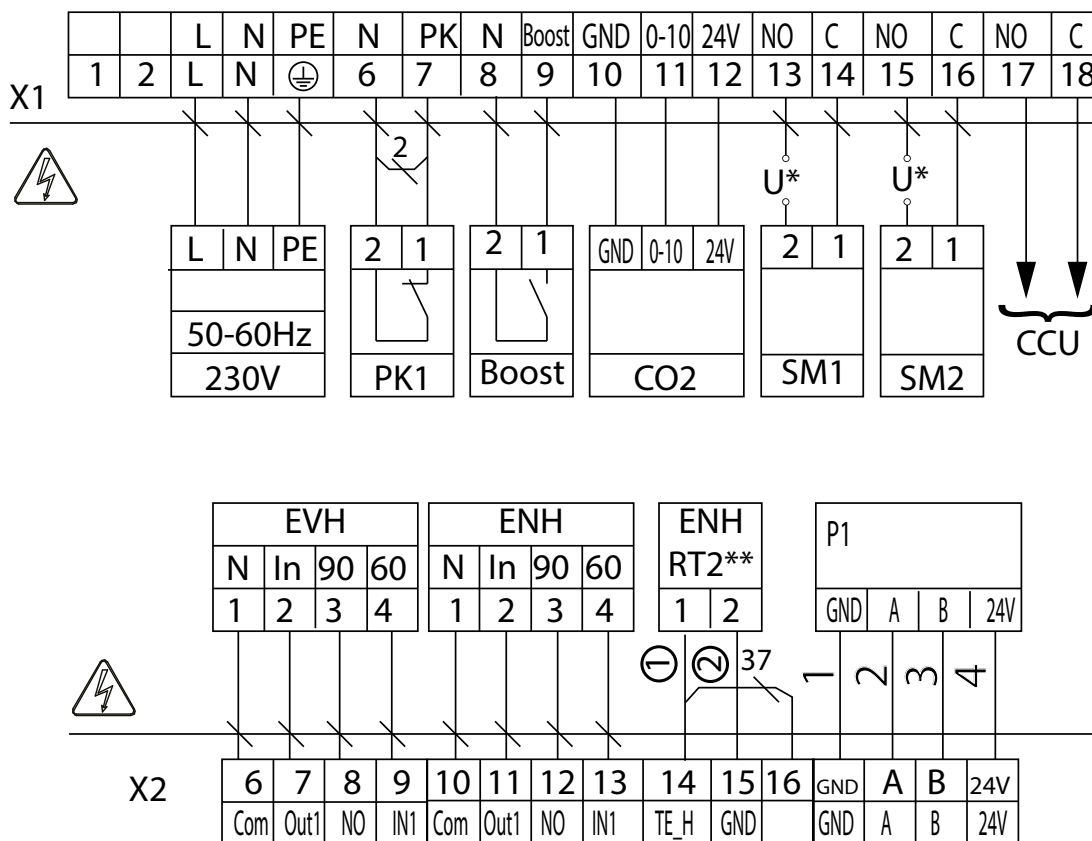 L N PE N PK N Boost GND 0-10 24V NO C NO C NO C
X1 1 2 L N 6 7 8 9 10 11 12 13 14 15 16 17 18
2
U* U*
L N PE 2 1 2 1 GND 0-10 24V 2 1 2 1
50-60Hz
CCU
230V PK1 Boost CO2 SM1 SM2
EVH ENH ENH P1
N In 90 60 N In 90 60 RT2**
1 2 3 4 1 2 3 4 1 2 GND A B 24V
1 2 37 1 2 3 4
X2 6 7 8 9 10 11 12 13 14 15 16 GND A B 24V
Com Out1 NO IN1 Com Out1 NO IN1 TE_H GND GND A B 24V